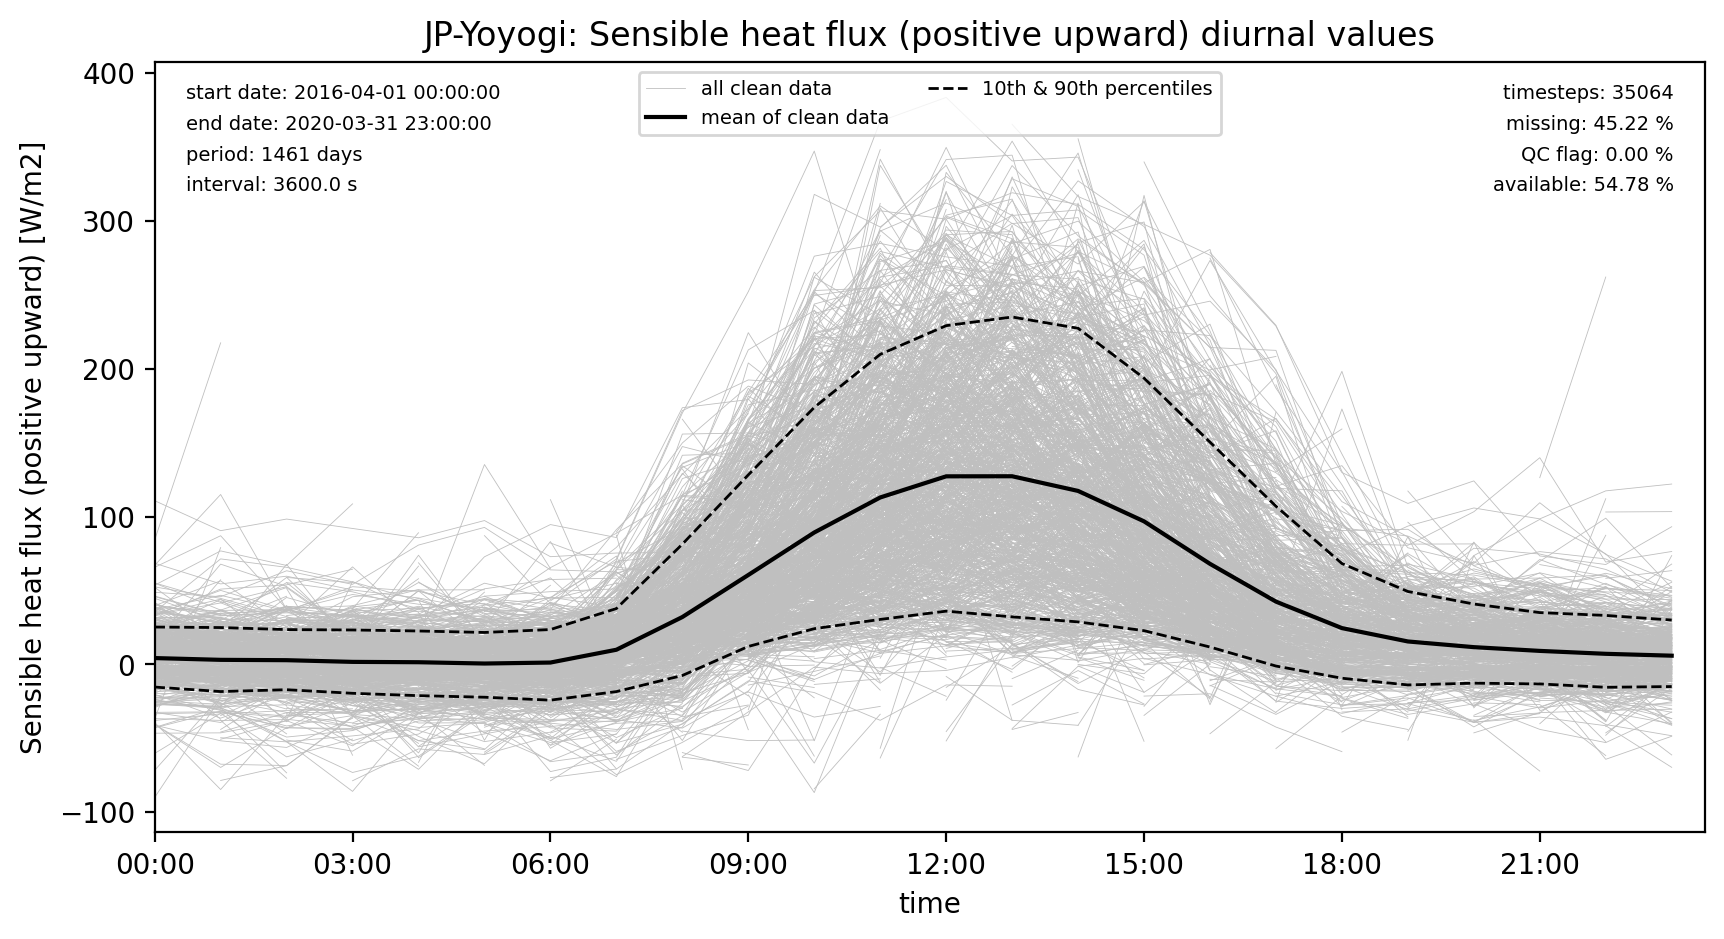 JP-Yoyogi: Sensible heat flux (positive upward) diurnal values
start date: 2016-04-01 00:00:00
end date: 2020-03-31 23:00:00
period: 1461 days
interval: 3600.0 s
all clean data
mean of clean data
10th & 90th percentiles
timesteps: 35064
missing: 45.22 %
QC flag: 0.00 %
available: 54.78 %
Sensible heat flux (positive upward) [W/m2]
400
300
200
100
0
−100
00:00 03:00 06:00 09:00 12:00 15:00 18:00 21:00
time